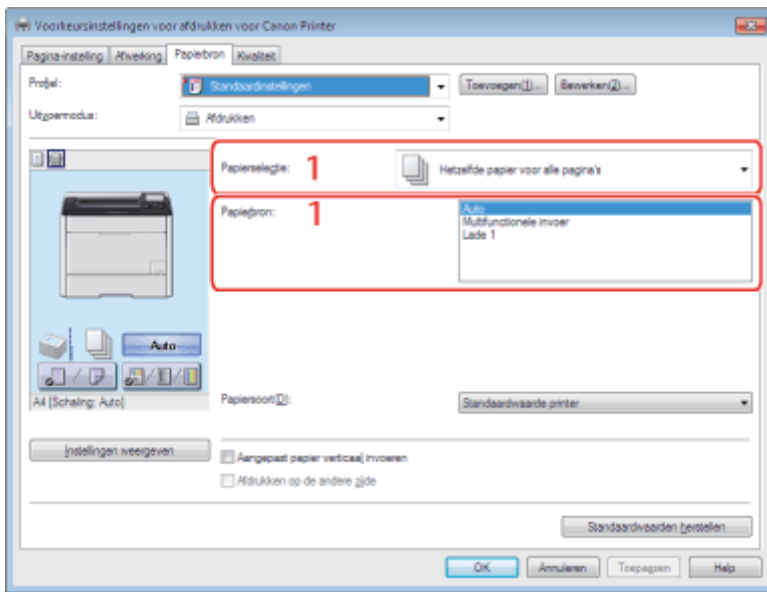 Voorkeursinstellingen voor afdrukken voor Canon Printer
Pagina-instelling Afwerking Papierbron Kwaliteit
Profiel: Standaardinstellingen Toevoegen(1)... Bewerken(2)...
Uitvoermodus: Afdrukken
Papierselectie: 1 Hetzelfde papier voor alle pagina's
Papierbron: 1 Auto
Multifunctionele invoer
Lade 1
Auto
A4 [Schaling: Auto]
Papiersoort(D): Standaardwaarde printer
Instellingen weergeven
Aangepast papier verticaal invoeren
Afdrukken op de andere zijde
Standaardwaarden herstellen
OK Annuleren Toepassen Help